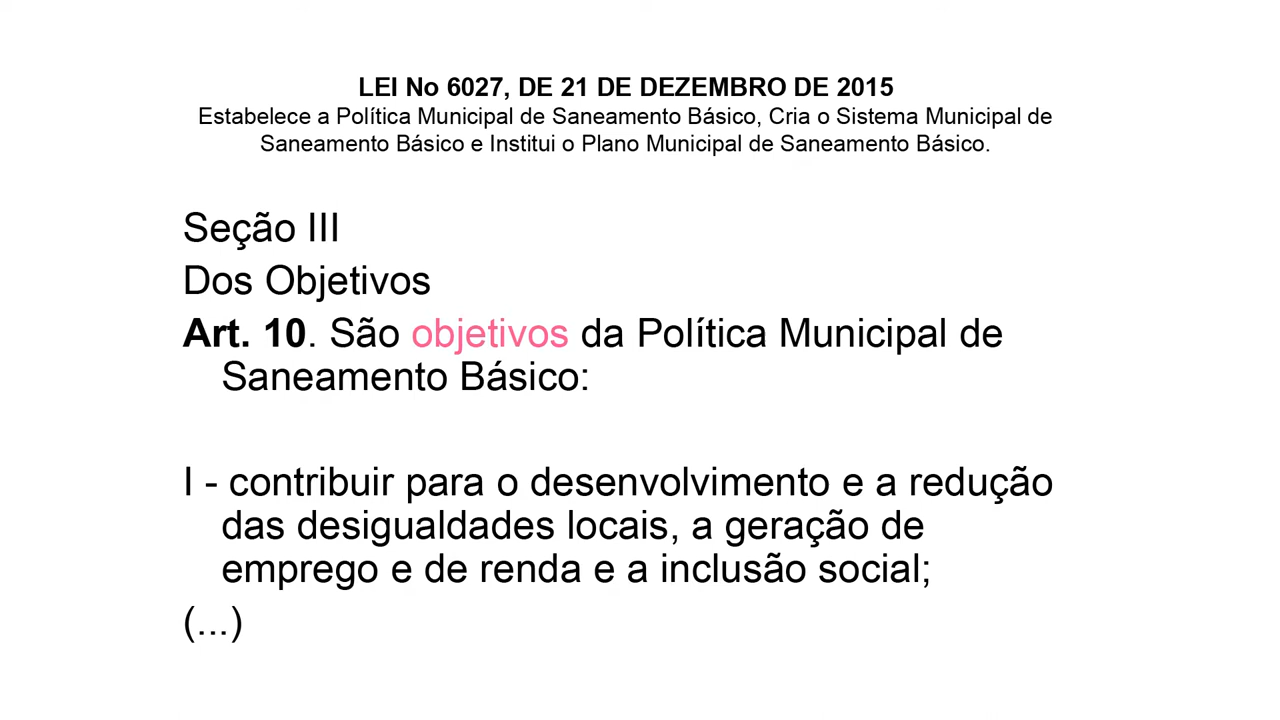 LEI No 6027, DE 21 DE DEZEMBRO DE 2015
Estabelece a Política Municipal de Saneamento Básico, Cria o Sistema Municipal de
Saneamento Básico e Institui o Plano Municipal de Saneamento Básico.
Seção III
Dos Objetivos
Art. 10. São objetivos da Política Municipal de
Saneamento Básico:
I - contribuir para o desenvolvimento e a redução
das desigualdades locais, a geração de
emprego e de renda e a inclusão social;
(...)